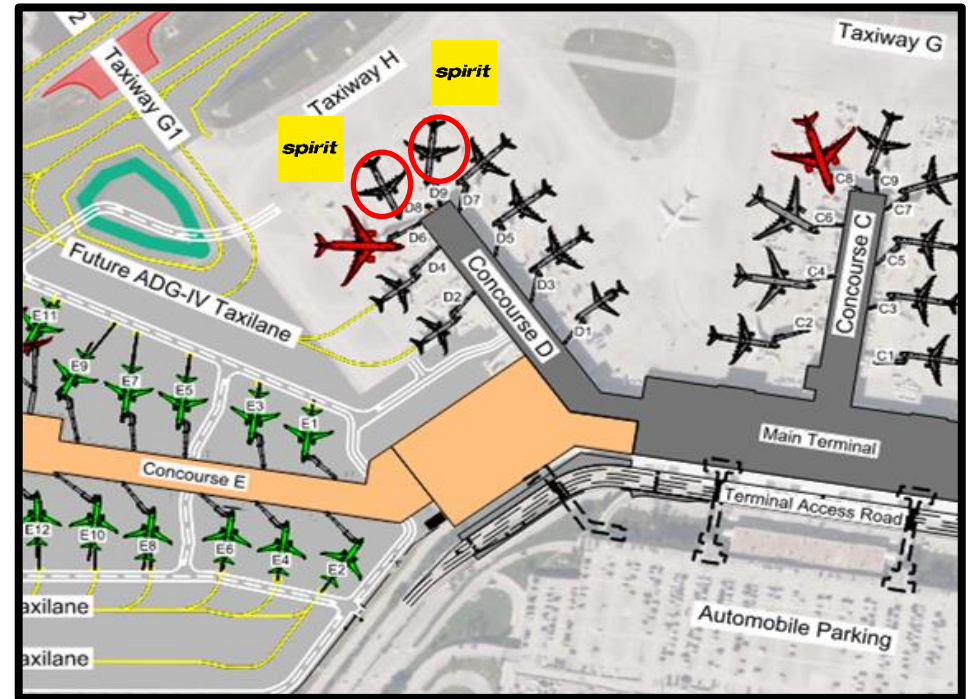 2
Taxiway G1
Taxiway H
Taxiway G
spirit
spirit
Future ADG-IV Taxilane
D9
D8
D7
D6
D5
D4
D3
D2
D1
Concourse D
C8
C9
C7
C6
C5
C4
C3
C2
C1
Concourse C
E11
E9
E7
E5
E3
E1
Concourse E
E12
E10
E8
E6
E4
E2
Main Terminal
Terminal Access Road
Automobile Parking
axilane
axilane